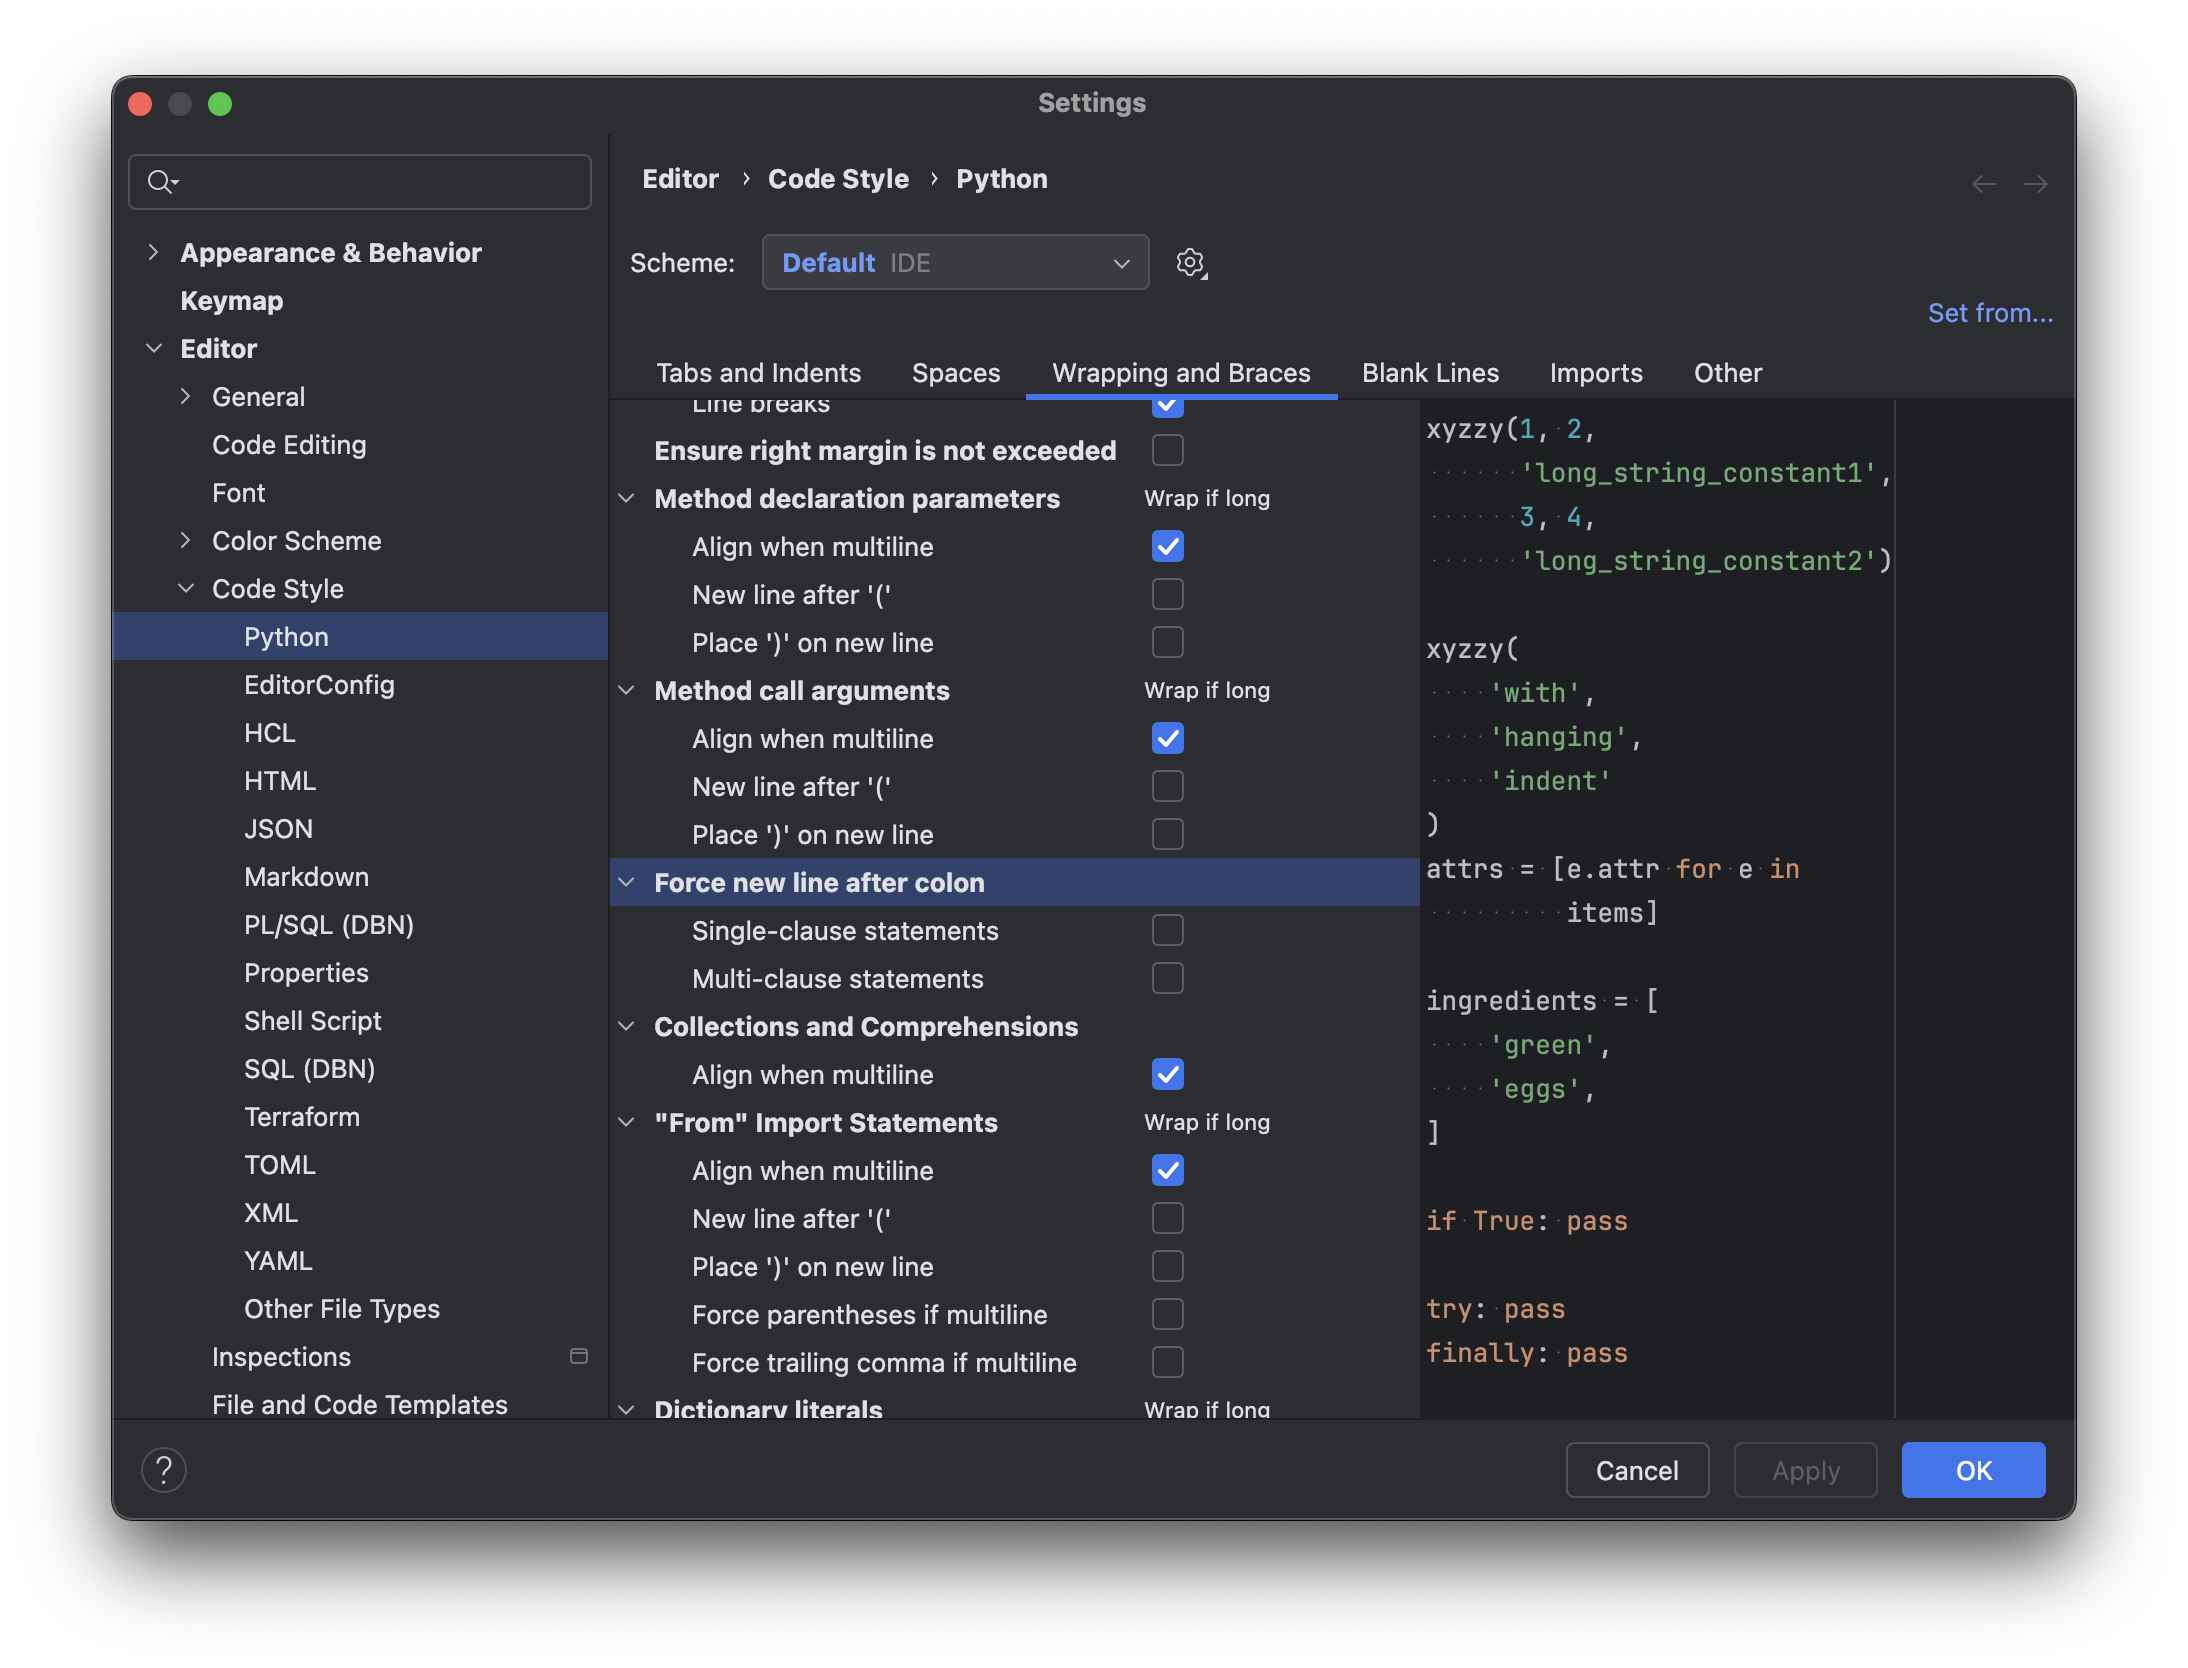 Settings
Appearance & Behavior
Keymap
Editor
General
Code Editing
Font
Color Scheme
Code Style
Python
EditorConfig
HCL
HTML
JSON
Markdown
PL/SQL (DBN)
Properties
Shell Script
SQL (DBN)
Terraform
TOML
XML
YAML
Other File Types
Inspections
File and Code Templates
Editor › Code Style › Python
Scheme: Default IDE
Set from...
Tabs and Indents Spaces Wrapping and Braces Blank Lines Imports Other
Line breaks
Ensure right margin is not exceeded
Method declaration parameters Wrap if long
Align when multiline
New line after '('
Place ')' on new line
Method call arguments Wrap if long
Align when multiline
New line after '('
Place ')' on new line
Force new line after colon
Single-clause statements
Multi-clause statements
Collections and Comprehensions
Align when multiline
"From" Import Statements Wrap if long
Align when multiline
New line after '('
Place ')' on new line
Force parentheses if multiline
Force trailing comma if multiline
Dictionary literals Wrap if long
xyzzy(1, 2,
'long_string_constant1',
3, 4,
'long_string_constant2')
xyzzy(
'with',
'hanging',
'indent'
)
attrs = [e.attr for e in
items]
ingredients = [
'green',
'eggs',
]
if True: pass
try: pass
finally: pass
?
Cancel Apply OK